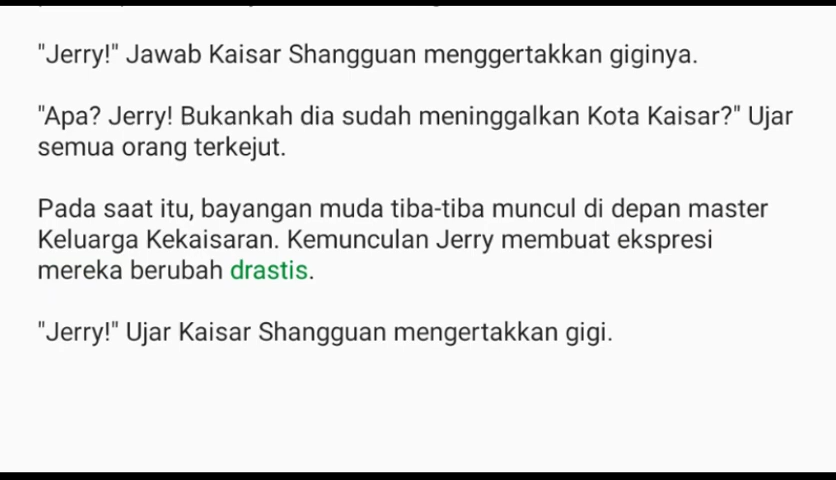 "Jerry!" Jawab Kaisar Shangguan menggertakkan giginya.
"Apa? Jerry! Bukankah dia sudah meninggalkan Kota Kaisar?" Ujar
semua orang terkejut.
Pada saat itu, bayangan muda tiba-tiba muncul di depan master
Keluarga Kekaisaran. Kemunculan Jerry membuat ekspresi
mereka berubah drastis.
"Jerry!" Ujar Kaisar Shangguan mengertakkan gigi.